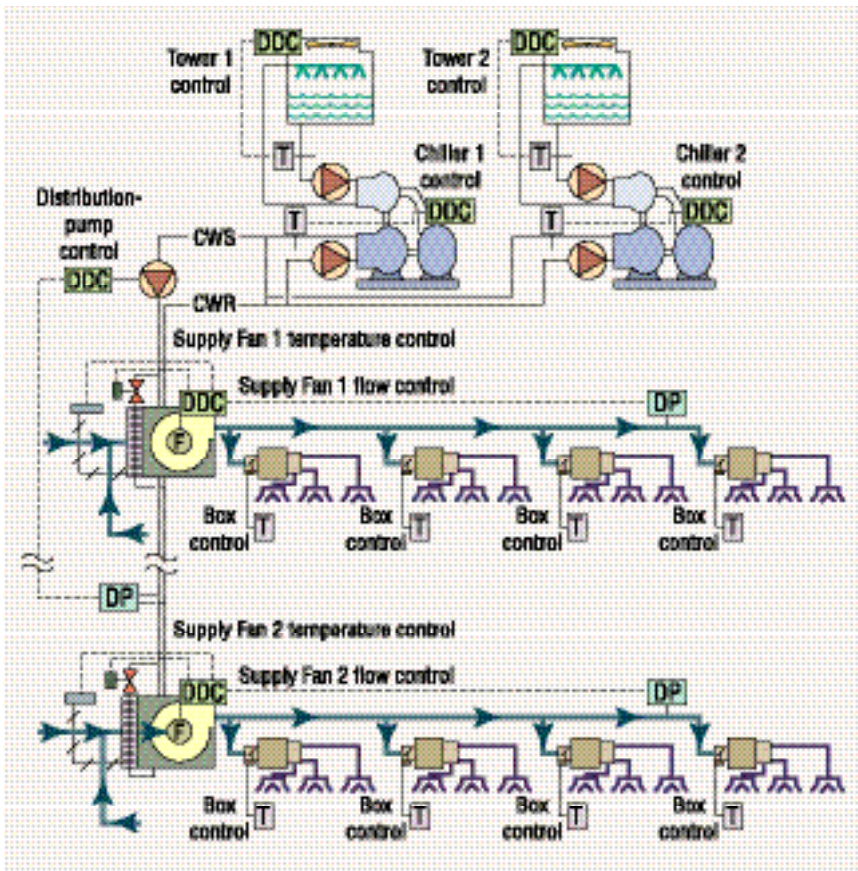 Tower 1
control
DDC
Tower 2
control
DDC
T
T
Chiller 1
control
DDC
Chiller 2
control
DDC
Distribution-
pump
control
DDC
T
T
CWS
CWR
Supply Fan 1 temperature control
Supply Fan 1 flow control
DDC
DP
F
Box
control
T
Box
control
T
Box
control
T
Box
control
T
DP
Supply Fan 2 temperature control
Supply Fan 2 flow control
DDC
DP
F
Box
control
T
Box
control
T
Box
control
T
Box
control
T